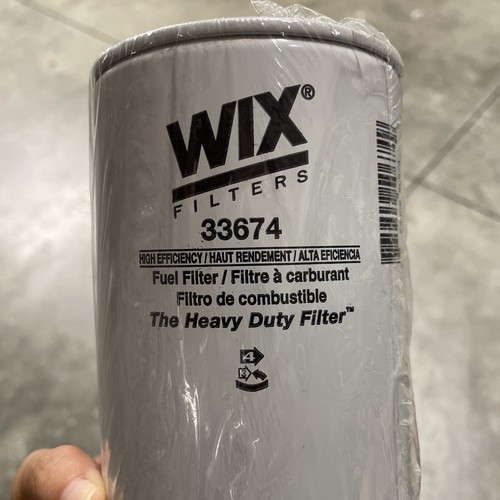 WIX®
FILTERS
33674
HIGH EFFICIENCY / HAUT RENDEMENT / ALTA EFICIENCIA
Fuel Filter / Filtre à carburant
Filtro de combustible
The Heavy Duty Filter™
4
3